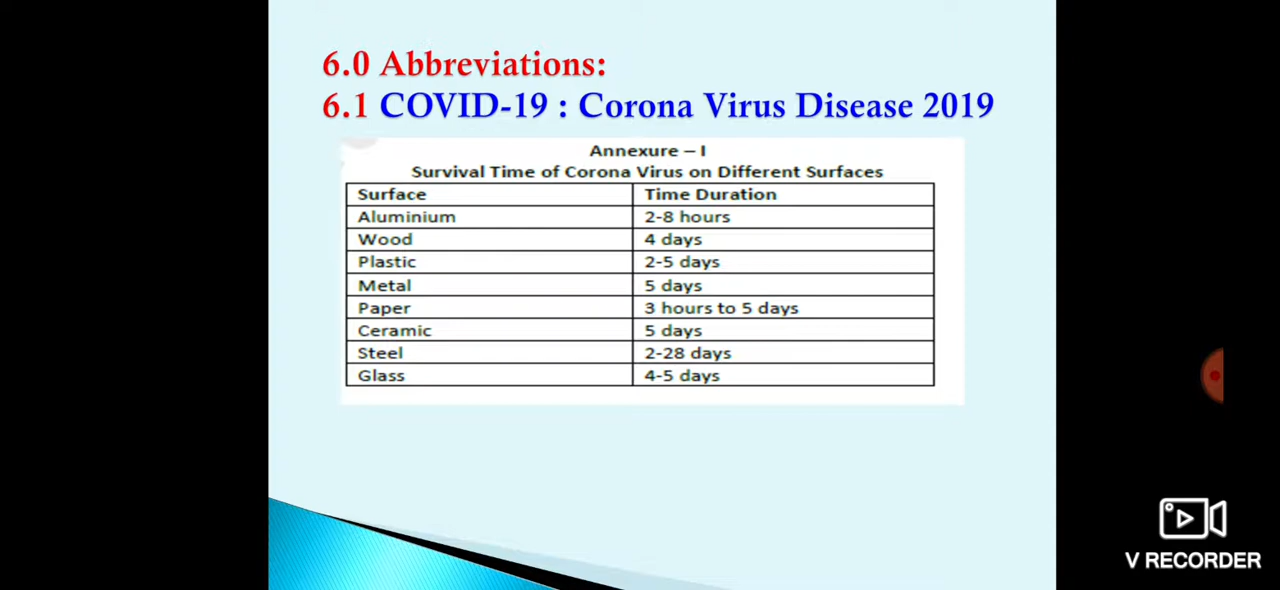 6.0 Abbreviations:
6.1 COVID-19 : Corona Virus Disease 2019
Annexure – I
Survival Time of Corona Virus on Different Surfaces
Surface Time Duration
Aluminium 2-8 hours
Wood 4 days
Plastic 2-5 days
Metal 5 days
Paper 3 hours to 5 days
Ceramic 5 days
Steel 2-28 days
Glass 4-5 days
V RECORDER